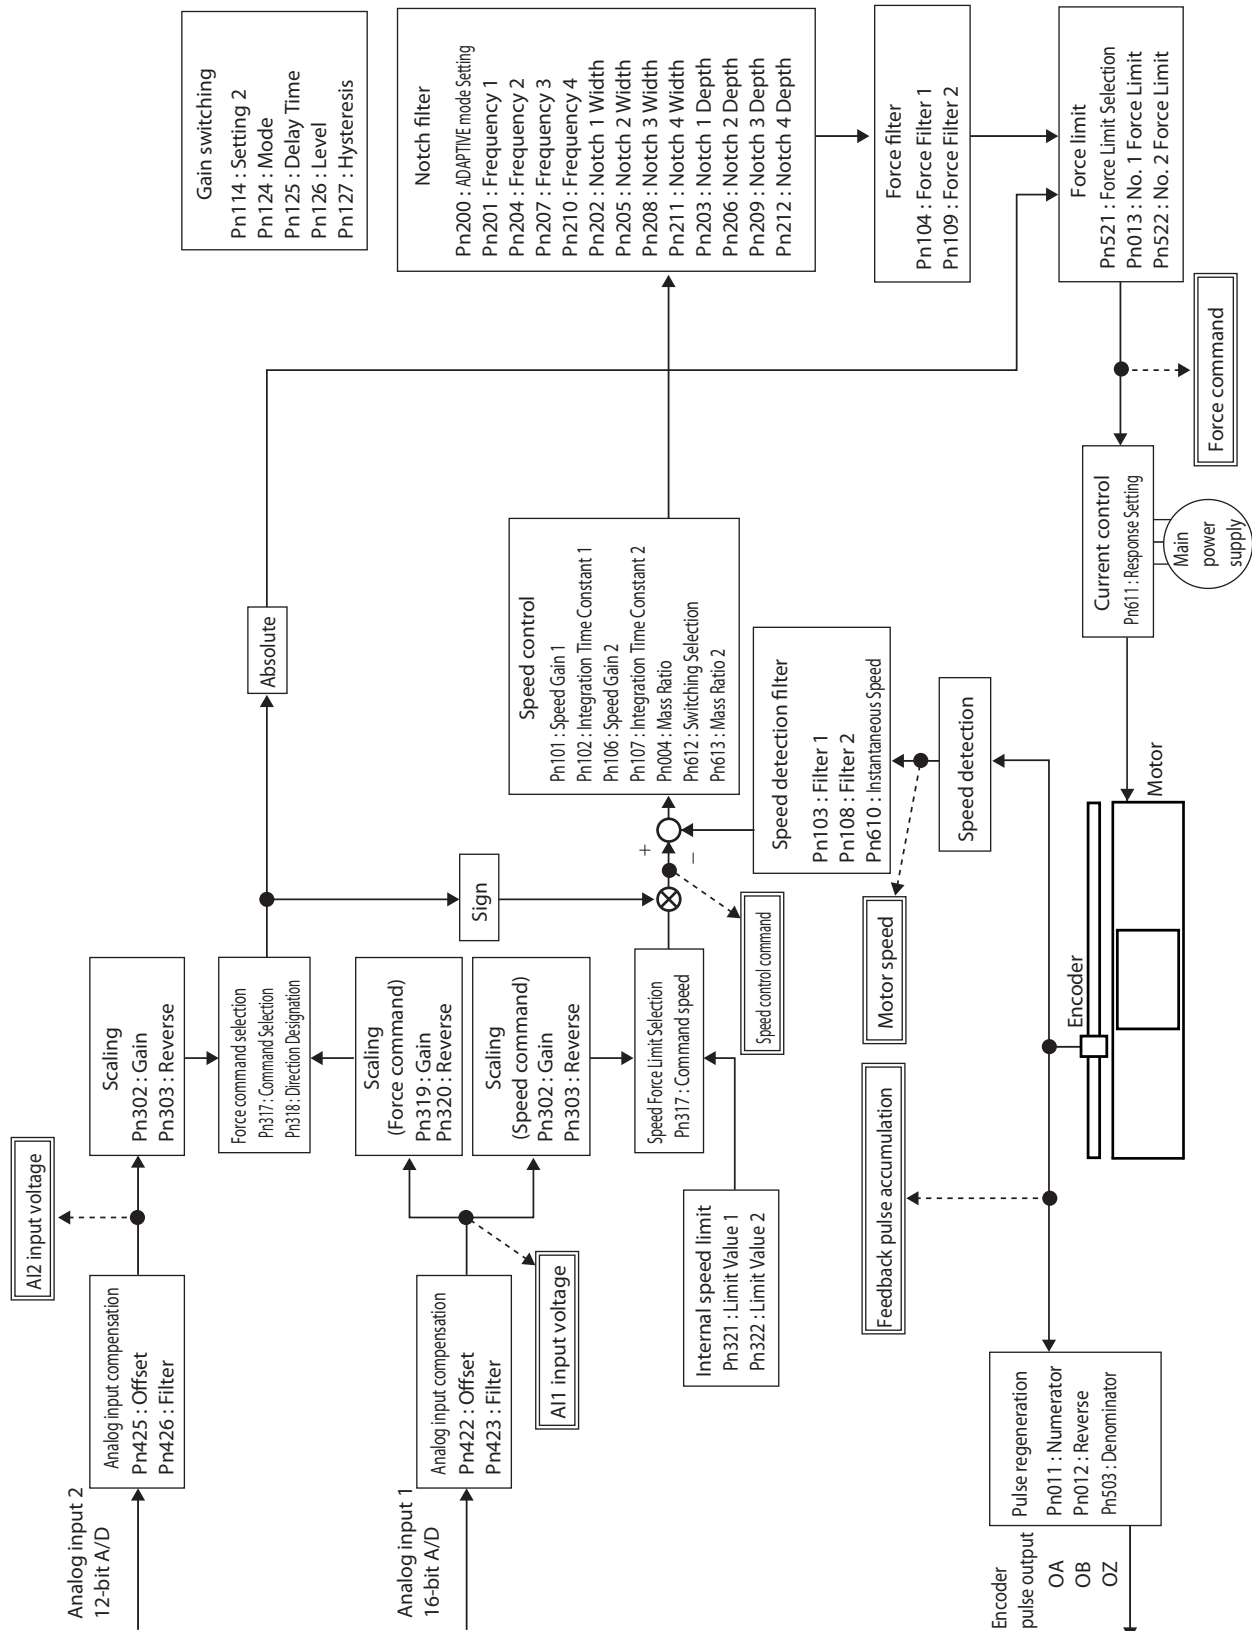 Analog input 2
12-bit A/D
Analog input compensation
Pn425 : Offset
Pn426 : Filter
AI2 input voltage
Scaling
Pn302 : Gain
Pn303 : Reverse
Force command selection
Pn317 : Command Selection
Pn318 : Direction Designation
Absolute
Gain switching
Pn114 : Setting 2
Pn124 : Mode
Pn125 : Delay Time
Pn126 : Level
Pn127 : Hysteresis
Analog input 1
16-bit A/D
Analog input compensation
Pn422 : Offset
Pn423 : Filter
AI1 input voltage
Scaling
(Force command)
Pn319 : Gain
Pn320 : Reverse
Scaling
(Speed command)
Pn302 : Gain
Pn303 : Reverse
Sign
Internal speed limit
Pn321 : Limit Value 1
Pn322 : Limit Value 2
Speed Force Limit Selection
Pn317 : Command speed
Speed control command
+
−
Speed control
Pn101 : Speed Gain 1
Pn102 : Integration Time Constant 1
Pn106 : Speed Gain 2
Pn107 : Integration Time Constant 2
Pn004 : Mass Ratio
Pn612 : Switching Selection
Pn613 : Mass Ratio 2
Notch filter
Pn200 : ADAPTIVE mode Setting
Pn201 : Frequency 1
Pn204 : Frequency 2
Pn207 : Frequency 3
Pn210 : Frequency 4
Pn202 : Notch 1 Width
Pn205 : Notch 2 Width
Pn208 : Notch 3 Width
Pn211 : Notch 4 Width
Pn203 : Notch 1 Depth
Pn206 : Notch 2 Depth
Pn209 : Notch 3 Depth
Pn212 : Notch 4 Depth
Speed detection filter
Pn103 : Filter 1
Pn108 : Filter 2
Pn610 : Instantaneous Speed
Force filter
Pn104 : Force Filter 1
Pn109 : Force Filter 2
Motor speed
Speed detection
Feedback pulse accumulation
Encoder
Motor
Current control
Pn611 : Response Setting
Main
power
supply
Force limit
Pn521 : Force Limit Selection
Pn013 : No. 1 Force Limit
Pn522 : No. 2 Force Limit
Force command
Pulse regeneration
Pn011 : Numerator
Pn012 : Reverse
Pn503 : Denominator
Encoder
pulse output
OA
OB
OZ